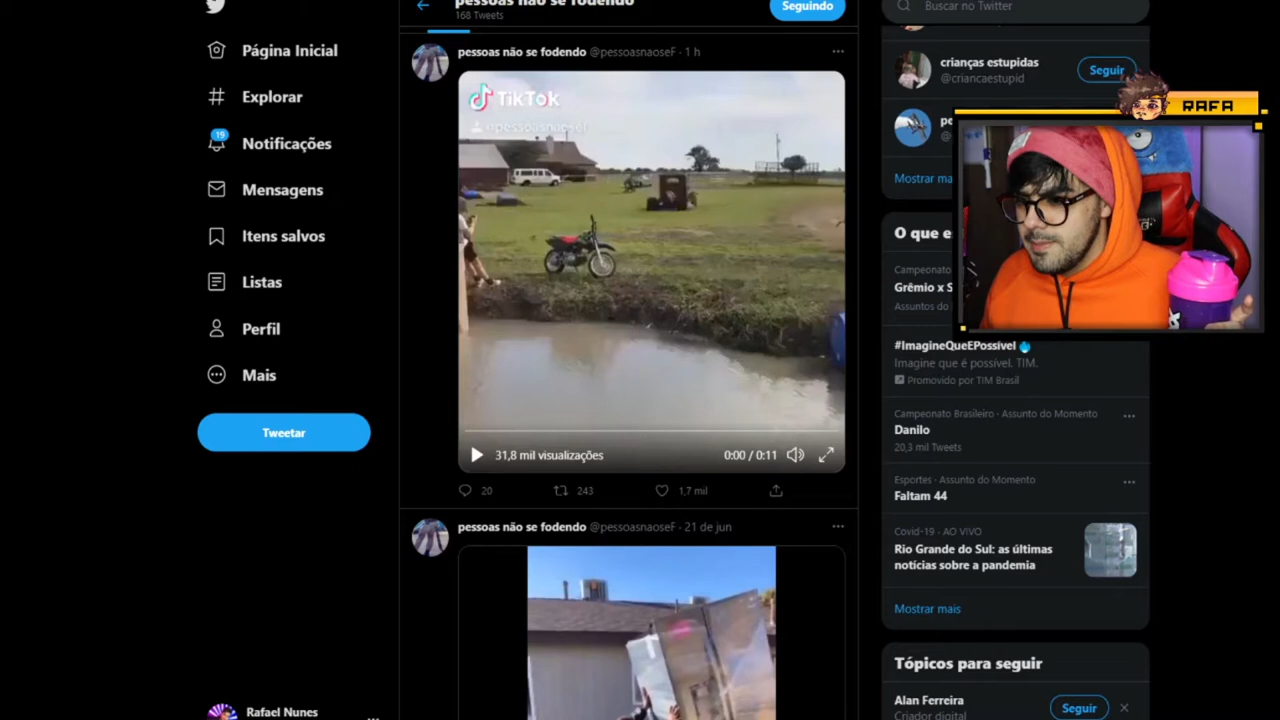 pessoas não se fodendo
168 Tweets
Seguindo
Buscar no Twitter
Página Inicial
Explorar
19
Notificações
Mensagens
Itens salvos
Listas
Perfil
Mais
Tweetar
Rafael Nunes
pessoas não se fodendo @pessoasnaoseF · 1 h
TikTok
@pessoasnaosef
31,8 mil visualizações
0:00 / 0:11
20
243
1,7 mil
pessoas não se fodendo @pessoasnaoseF · 21 de jun
crianças estupidas
@criancaestupid
Seguir
RAFA
Mostrar ma
O que e
Campeonato
Grêmio x S
Assuntos do
#ImagineQueEPossível
Imagine que é possível. TIM.
Promovido por TIM Brasil
Campeonato Brasileiro · Assunto do Momento
Danilo
20,3 mil Tweets
Esportes · Assunto do Momento
Faltam 44
Covid-19 · AO VIVO
Rio Grande do Sul: as últimas
notícias sobre a pandemia
Mostrar mais
Tópicos para seguir
Alan Ferreira
Criador digital
Seguir